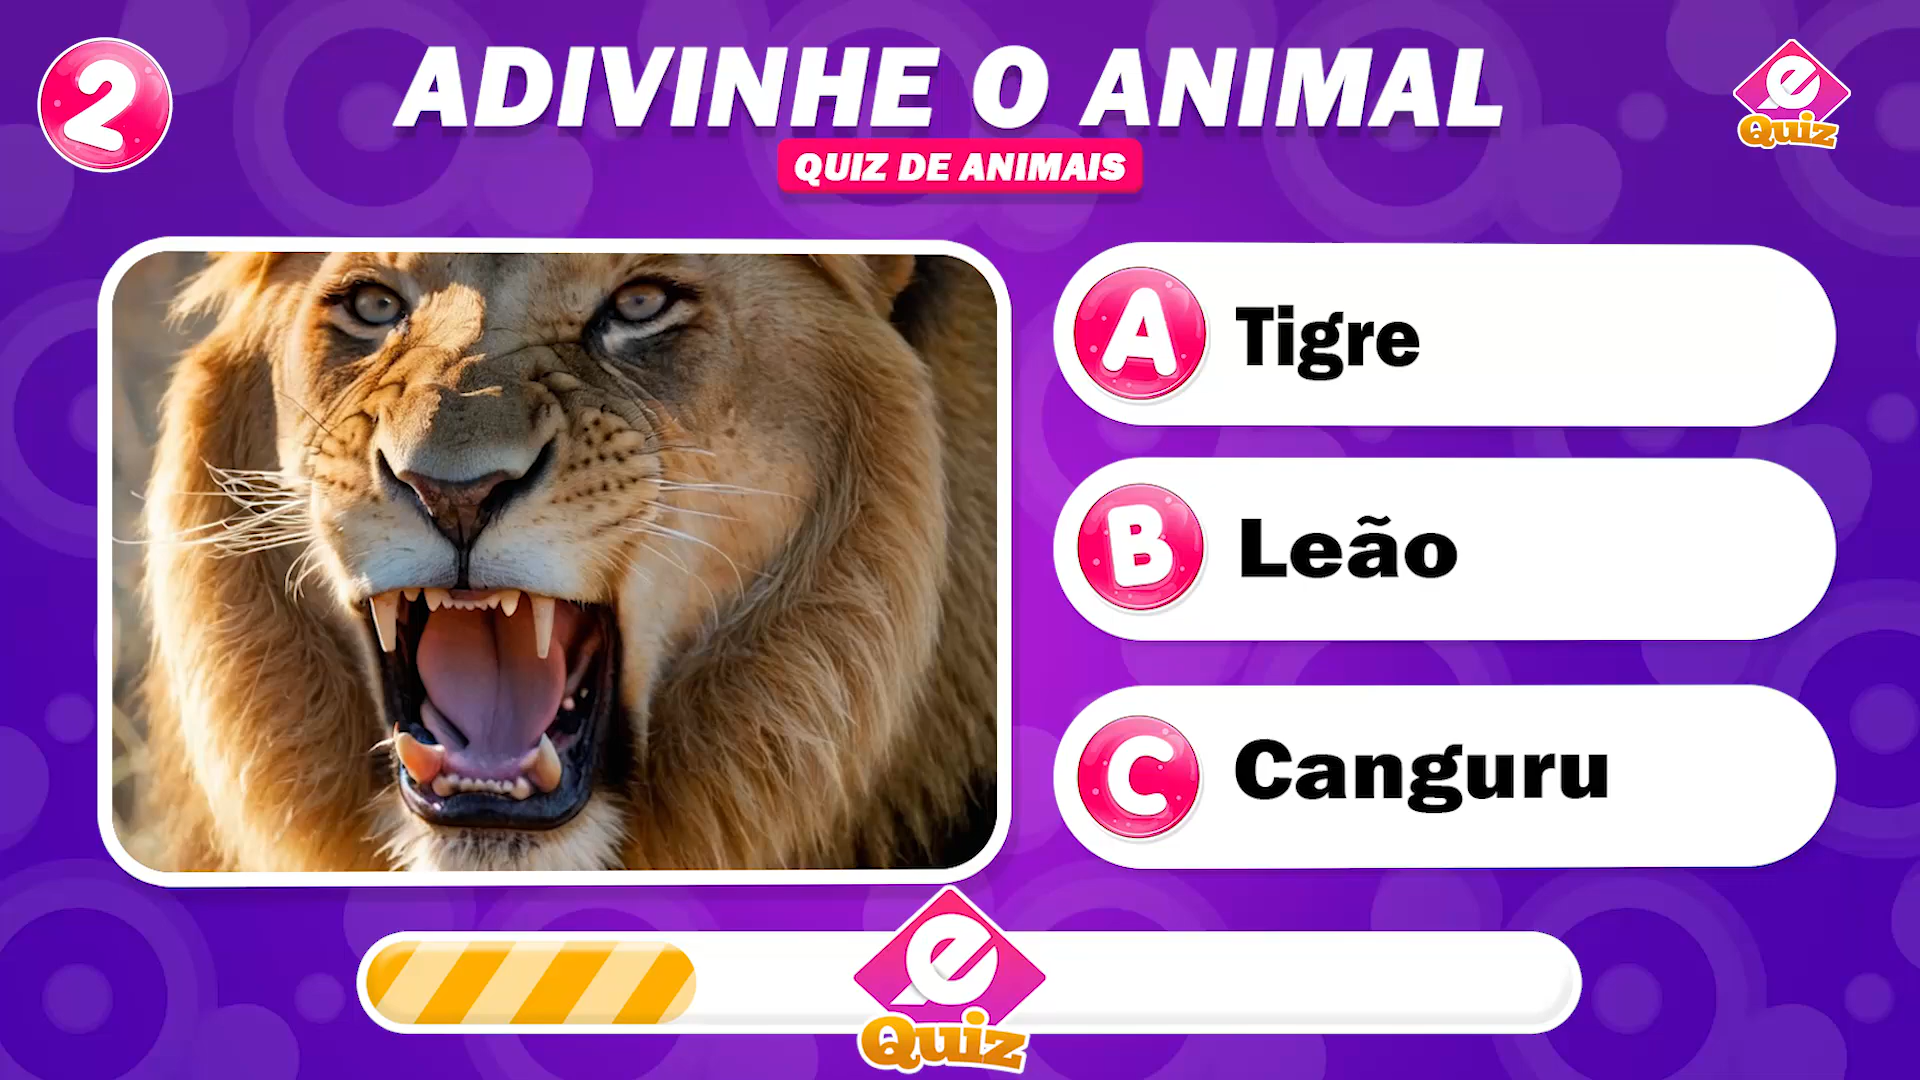 2
ADIVINHE O ANIMAL
QUIZ DE ANIMAIS
e
Quiz
A Tigre
B Leão
C Canguru
e
Quiz